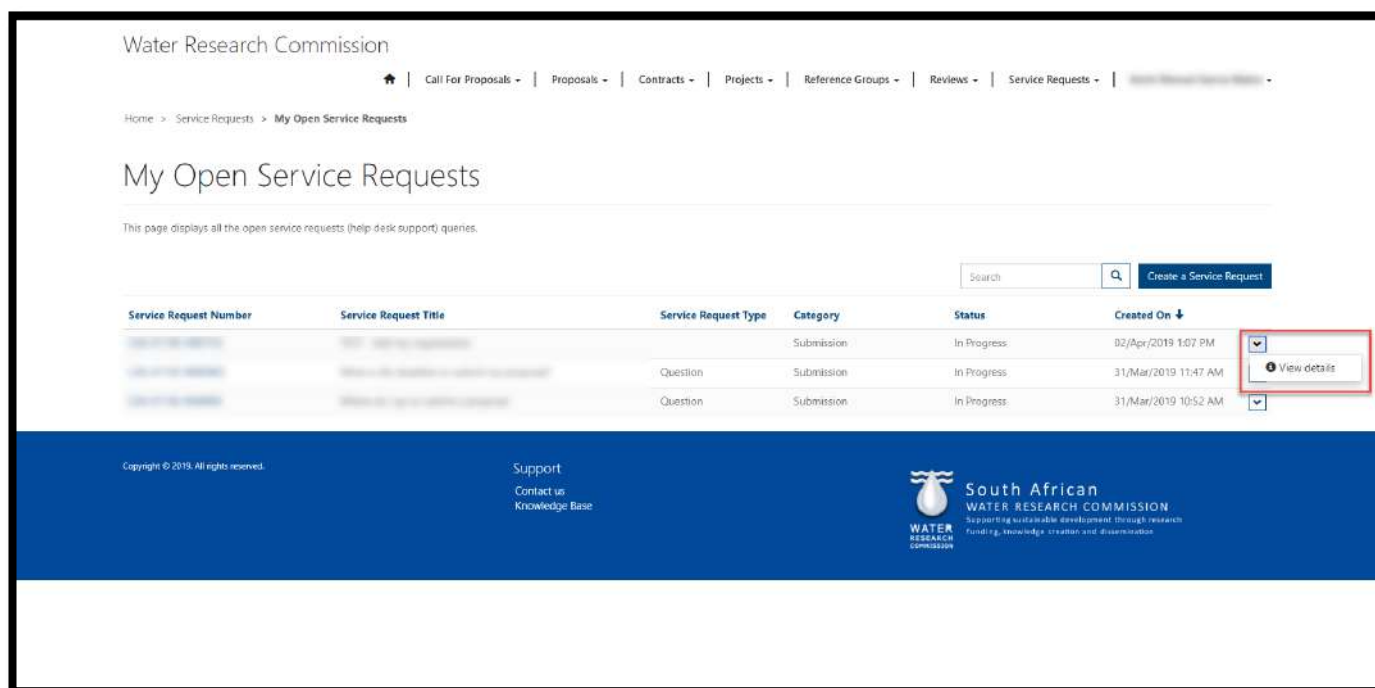 Water Research Commission
Call For Proposals | Proposals | Contracts | Projects | Reference Groups | Reviews | Service Requests |
Home > Service Requests > My Open Service Requests
My Open Service Requests
This page displays all the open service requests (help desk support) queries.
Search Create a Service Request
Service Request Number Service Request Title Service Request Type Category Status Created On
Submission In Progress 02/Apr/2019 1:07 PM
View details
Question Submission In Progress 31/Mar/2019 11:47 AM
Question Submission In Progress 31/Mar/2019 10:52 AM
Copyright © 2019. All rights reserved.
Support
Contact us
Knowledge Base
WATER
RESEARCH
COMMISSION
South African
WATER RESEARCH COMMISSION
Supporting sustainable development through research
funding, knowledge creation and dissemination